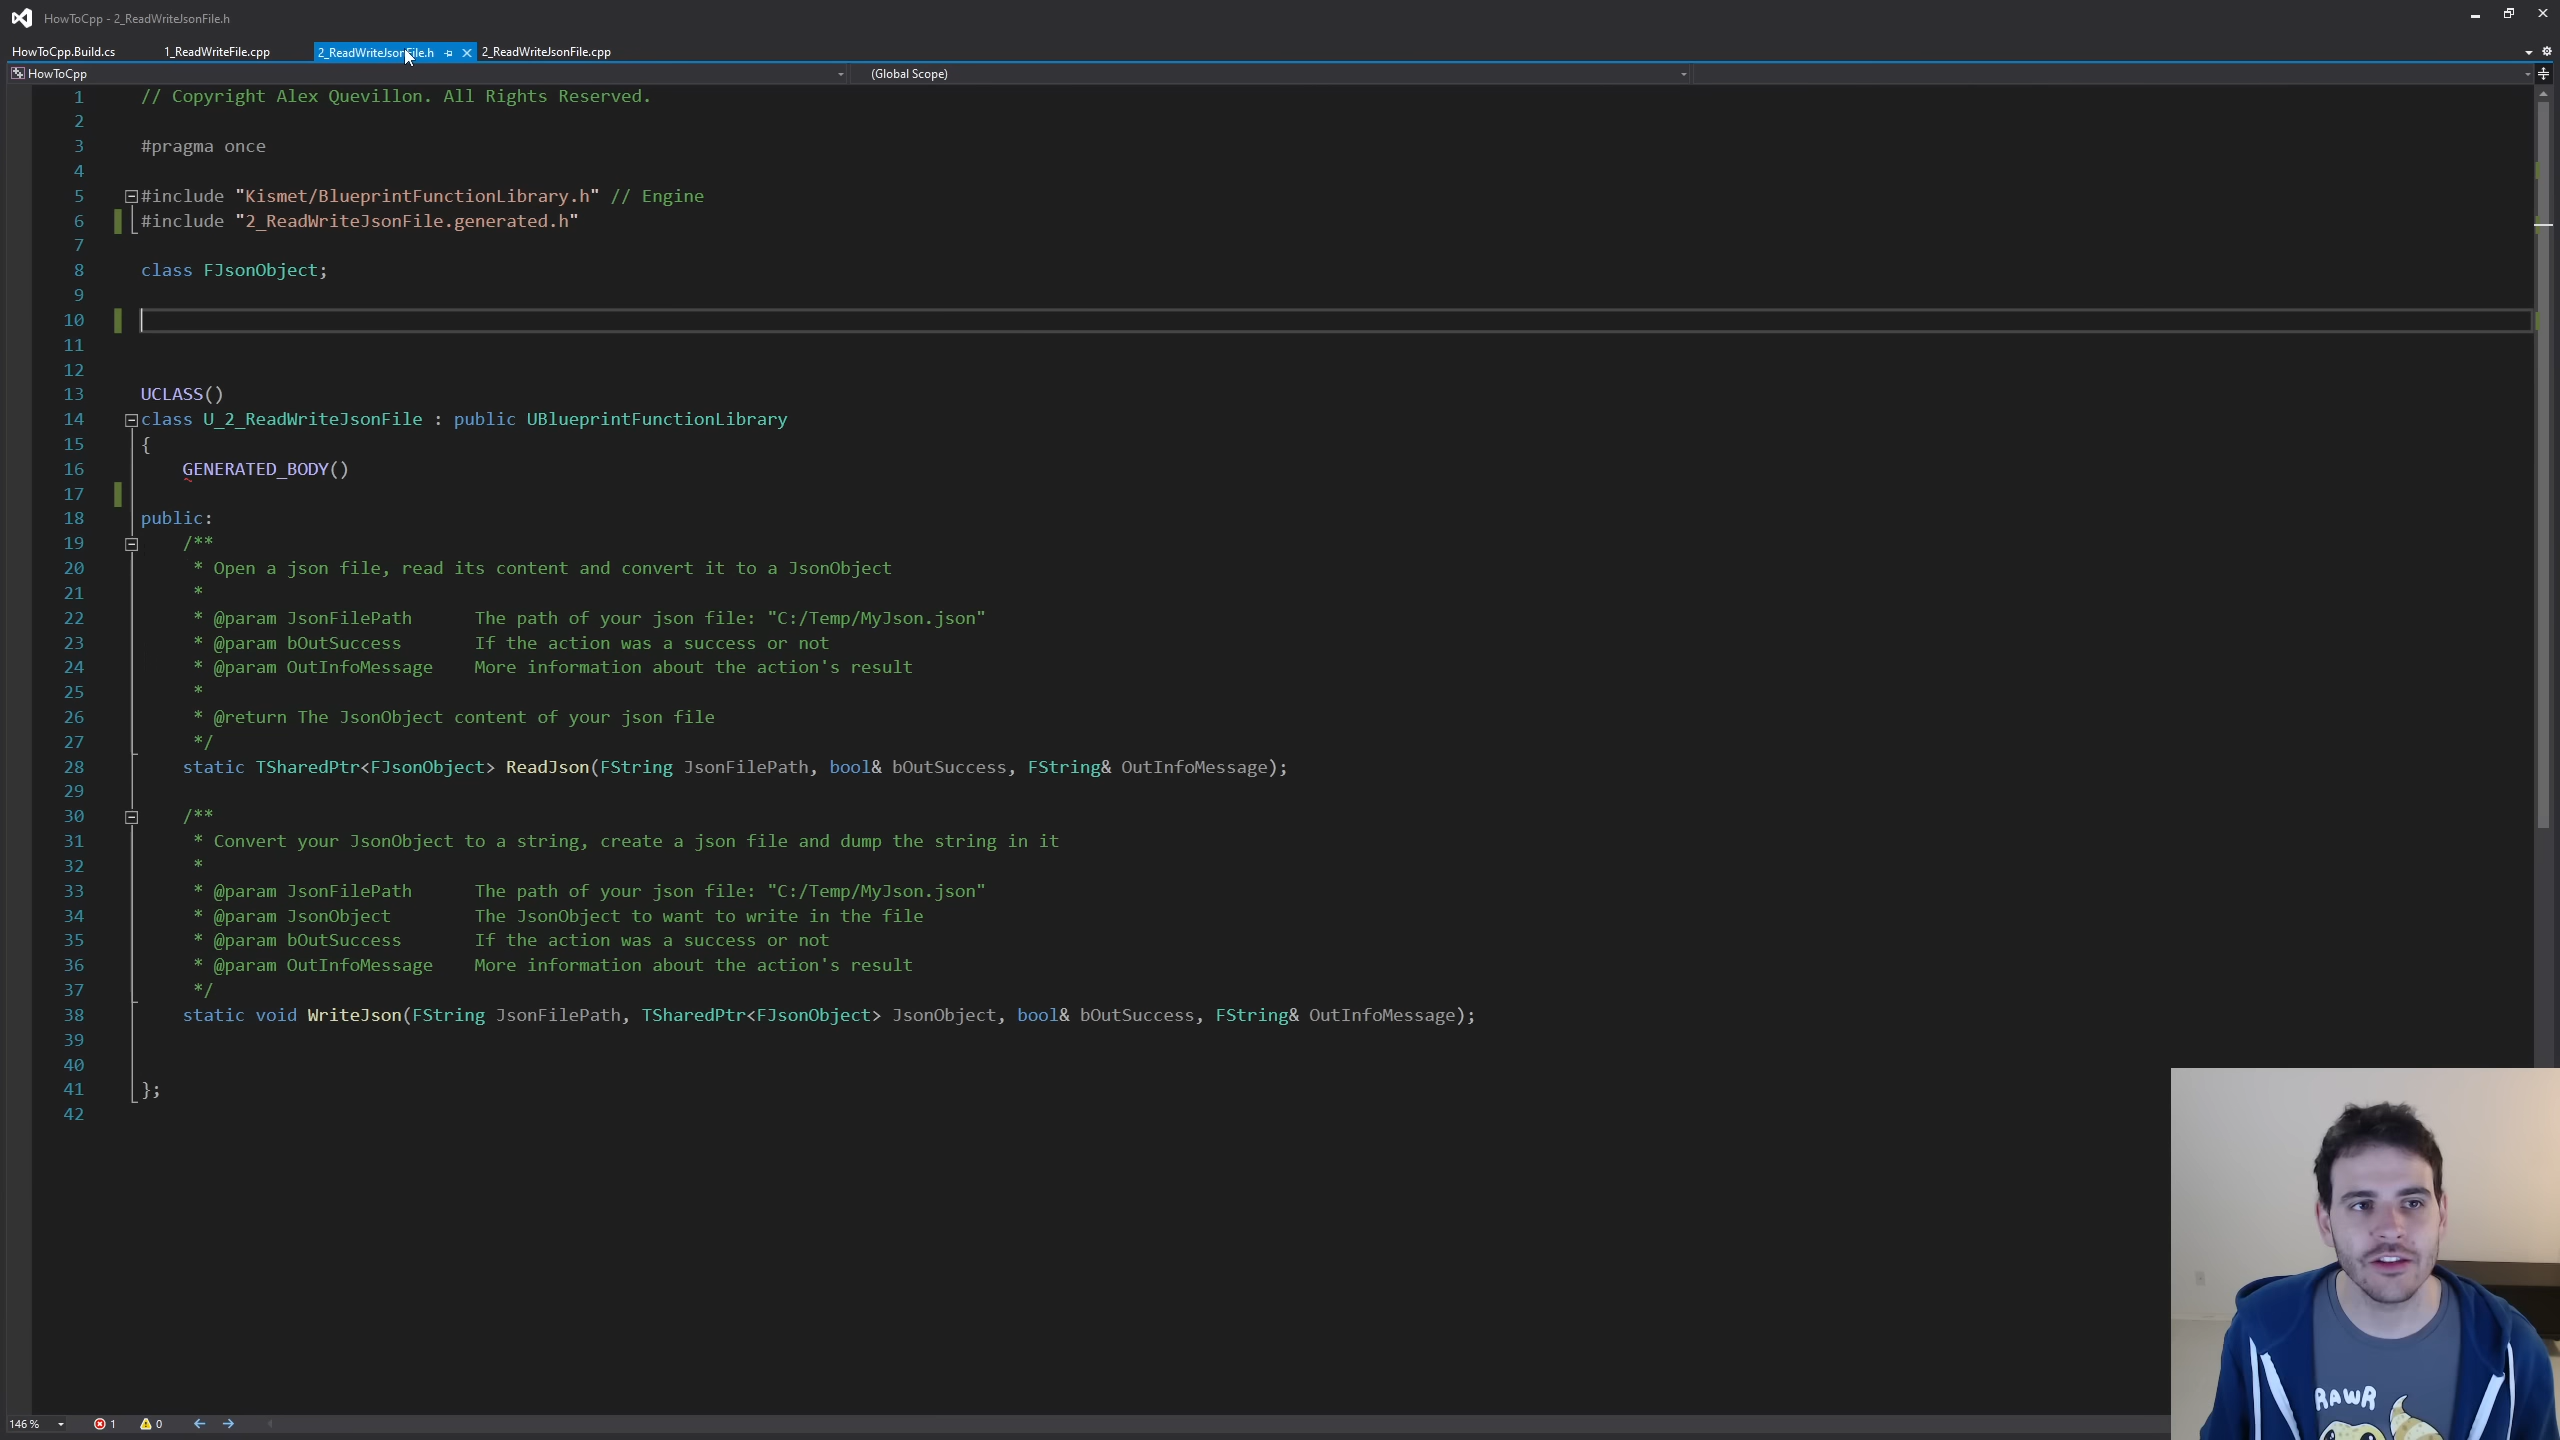 HowToCpp - 2_ReadWriteJsonFile.h
HowToCpp.Build.cs 1_ReadWriteFile.cpp 2_ReadWriteJsonFile.h 2_ReadWriteJsonFile.cpp
HowToCpp (Global Scope)
1 // Copyright Alex Quevillon. All Rights Reserved.
2
3 #pragma once
4
5 #include "Kismet/BlueprintFunctionLibrary.h" // Engine
6 #include "2_ReadWriteJsonFile.generated.h"
7
8 class FJsonObject;
9
10
11
12
13 UCLASS()
14 class U_2_ReadWriteJsonFile : public UBlueprintFunctionLibrary
15 {
16 GENERATED_BODY()
17
18 public:
19 /**
20 * Open a json file, read its content and convert it to a JsonObject
21 *
22 * @param JsonFilePath The path of your json file: "C:/Temp/MyJson.json"
23 * @param bOutSuccess If the action was a success or not
24 * @param OutInfoMessage More information about the action's result
25 *
26 * @return The JsonObject content of your json file
27 */
28 static TSharedPtr<FJsonObject> ReadJson(FString JsonFilePath, bool& bOutSuccess, FString& OutInfoMessage);
29
30 /**
31 * Convert your JsonObject to a string, create a json file and dump the string in it
32 *
33 * @param JsonFilePath The path of your json file: "C:/Temp/MyJson.json"
34 * @param JsonObject The JsonObject to want to write in the file
35 * @param bOutSuccess If the action was a success or not
36 * @param OutInfoMessage More information about the action's result
37 */
38 static void WriteJson(FString JsonFilePath, TSharedPtr<FJsonObject> JsonObject, bool& bOutSuccess, FString& OutInfoMessage);
39
40
41 };
42
RAWR
146 % 1 0